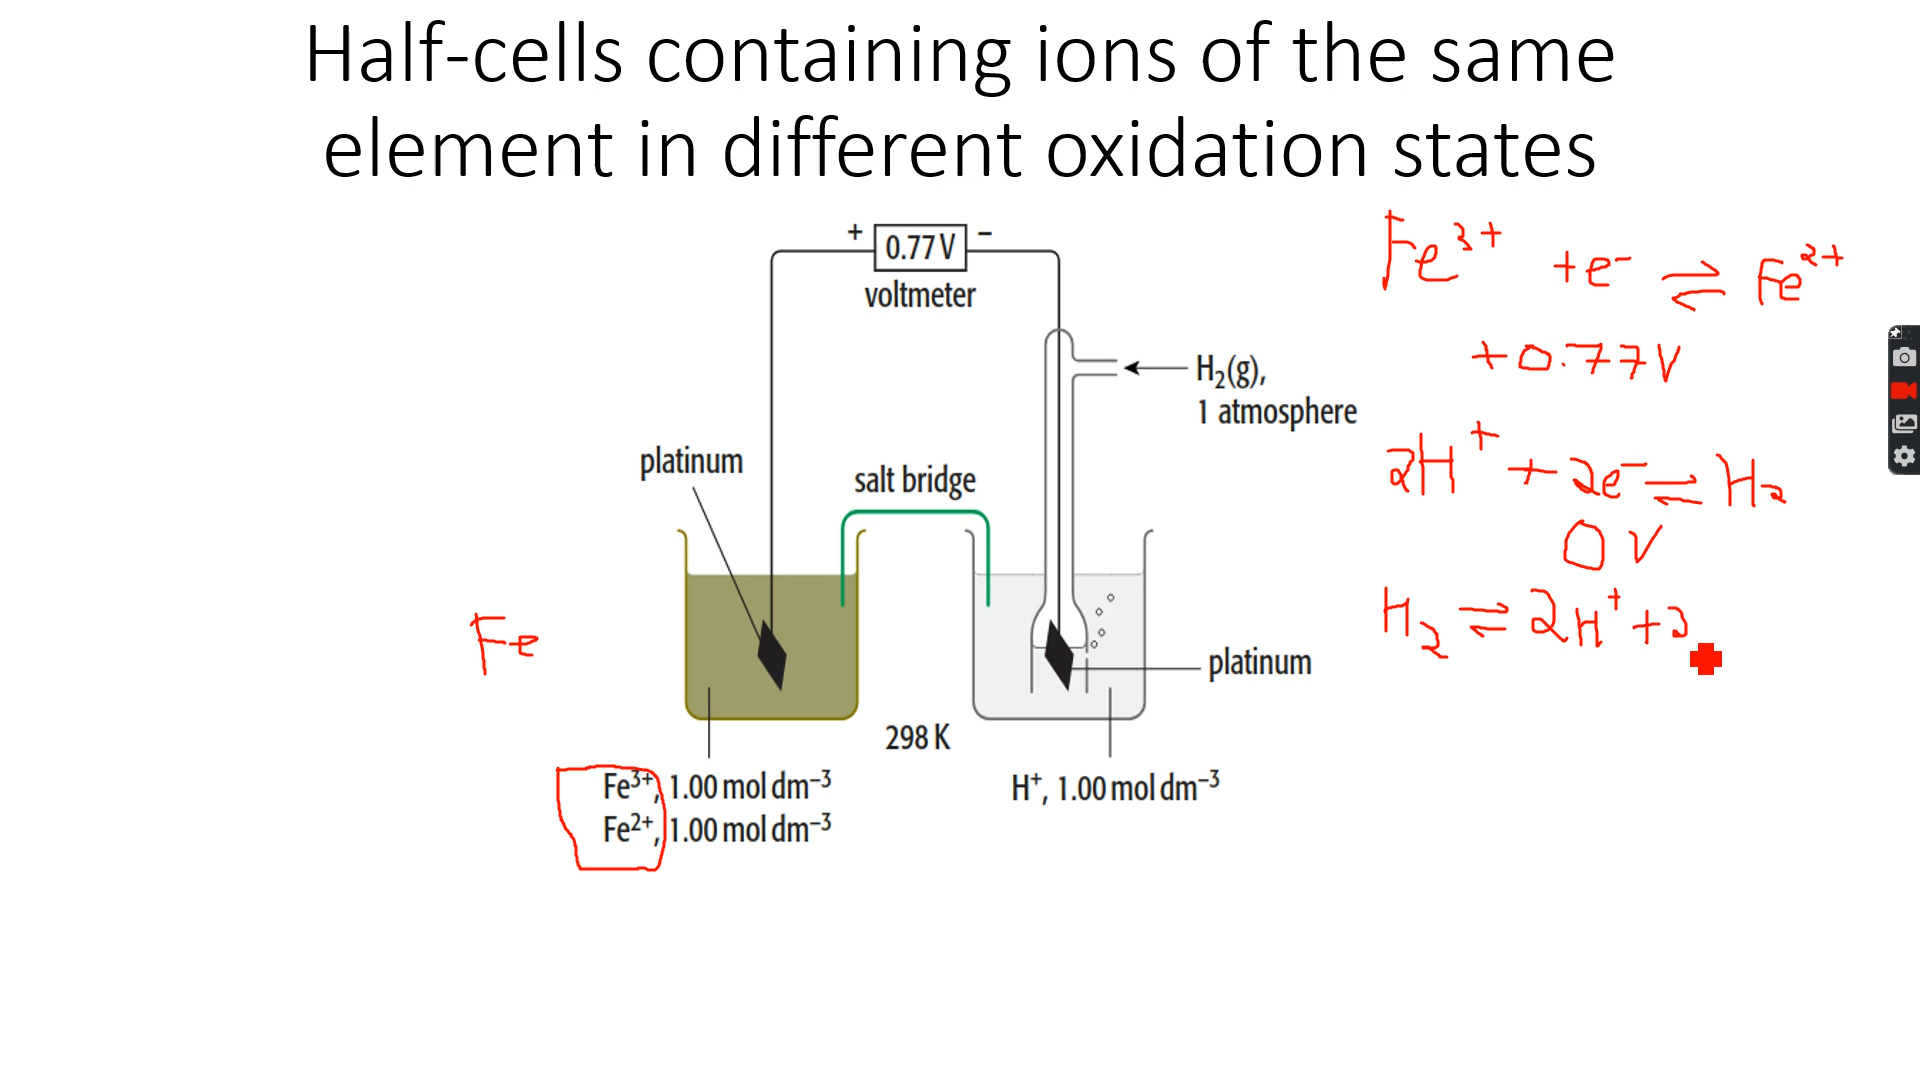 Half-cells containing ions of the same
element in different oxidation states
+ 0.77 V −
voltmeter
Fe³⁺ +e⁻ ⇌ Fe²⁺
+0.77V
H₂(g),
1 atmosphere
2H⁺ + 2e⁻ ⇌ H₂
0 V
platinum
salt bridge
H₂ ⇌ 2H⁺ + 2
Fe
platinum
298 K
Fe³⁺, 1.00 mol dm⁻³
Fe²⁺, 1.00 mol dm⁻³
H⁺, 1.00 mol dm⁻³